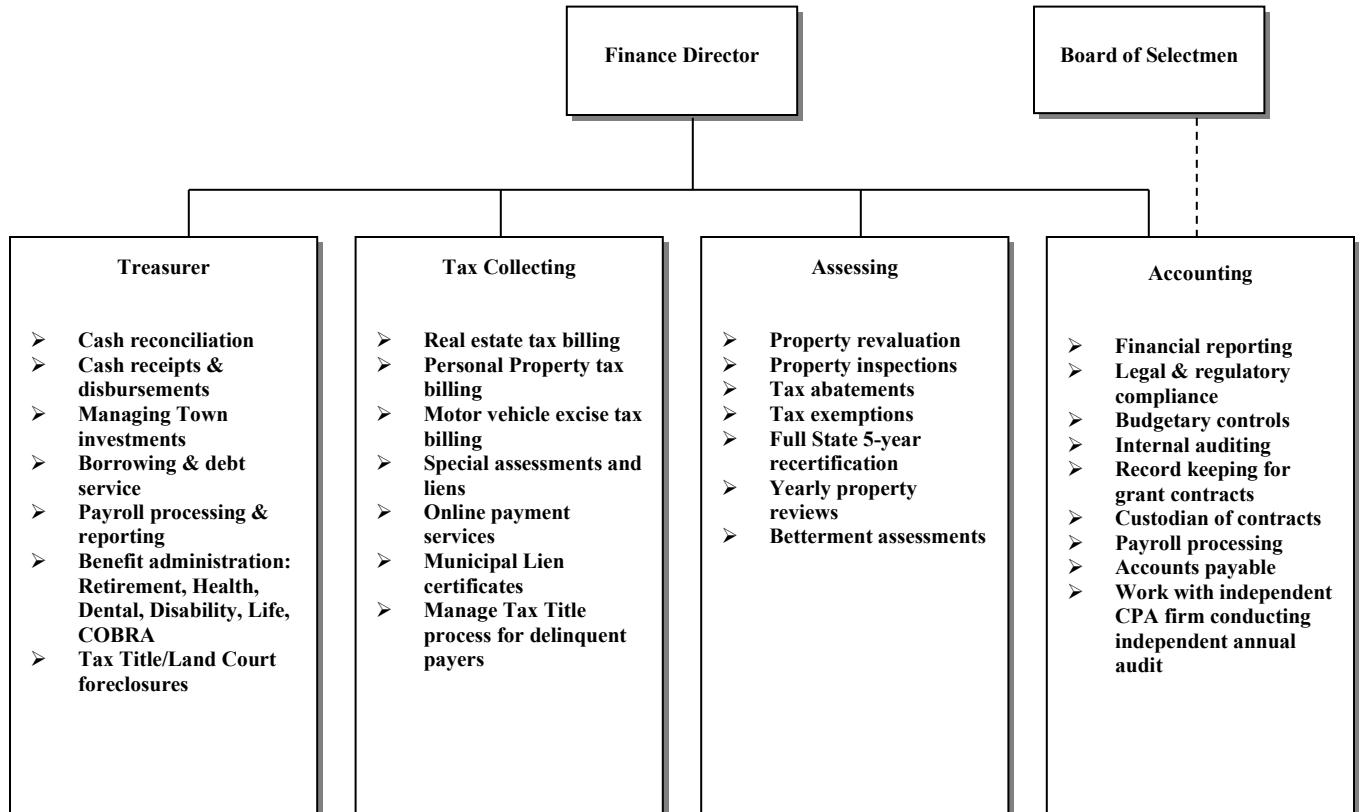 Finance Director
Board of Selectmen
Treasurer
➢ Cash reconciliation
➢ Cash receipts &
disbursements
➢ Managing Town
investments
➢ Borrowing & debt
service
➢ Payroll processing &
reporting
➢ Benefit administration:
Retirement, Health,
Dental, Disability, Life,
COBRA
➢ Tax Title/Land Court
foreclosures
Tax Collecting
➢ Real estate tax billing
➢ Personal Property tax
billing
➢ Motor vehicle excise tax
billing
➢ Special assessments and
liens
➢ Online payment
services
➢ Municipal Lien
certificates
➢ Manage Tax Title
process for delinquent
payers
Assessing
➢ Property revaluation
➢ Property inspections
➢ Tax abatements
➢ Tax exemptions
➢ Full State 5-year
recertification
➢ Yearly property
reviews
➢ Betterment assessments
Accounting
➢ Financial reporting
➢ Legal & regulatory
compliance
➢ Budgetary controls
➢ Internal auditing
➢ Record keeping for
grant contracts
➢ Custodian of contracts
➢ Payroll processing
➢ Accounts payable
➢ Work with independent
CPA firm conducting
independent annual
audit